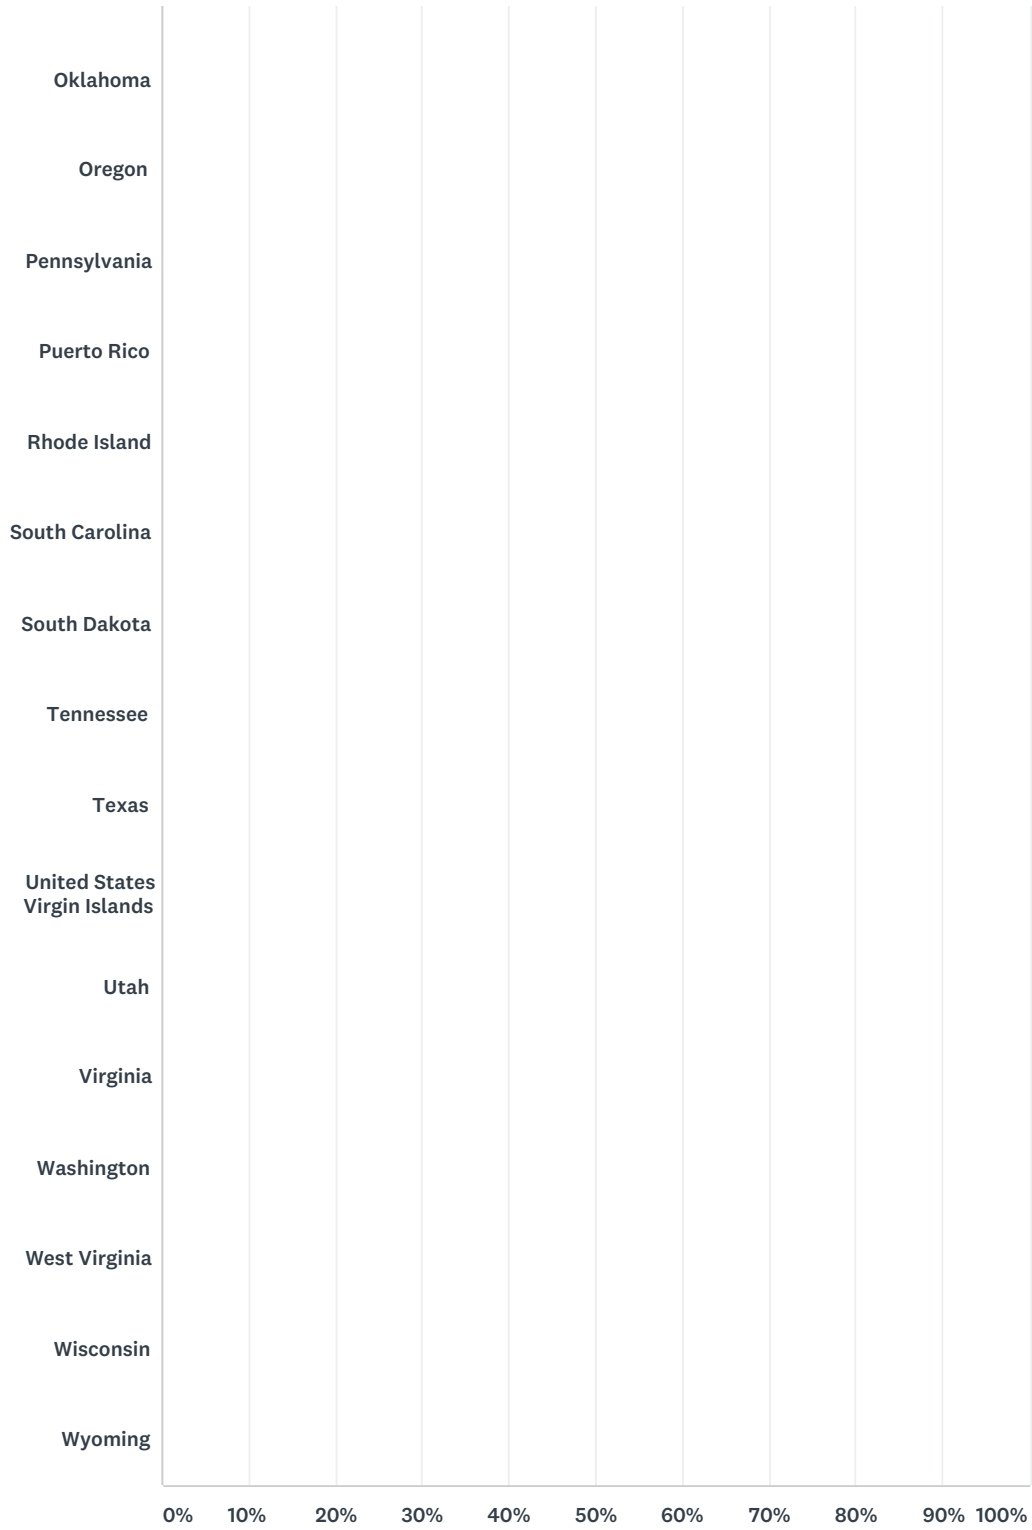 Oklahoma
Oregon
Pennsylvania
Puerto Rico
Rhode Island
South Carolina
South Dakota
Tennessee
Texas
United States
Virgin Islands
Utah
Virginia
Washington
West Virginia
Wisconsin
Wyoming
0% 10% 20% 30% 40% 50% 60% 70% 80% 90% 100%